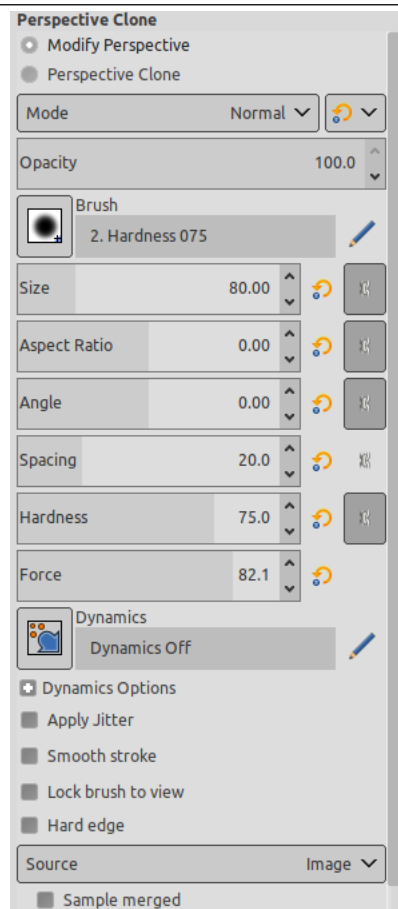 Perspective Clone
Modify Perspective
Perspective Clone
Mode Normal
Opacity 100.0
Brush
2. Hardness 075
Size 80.00
Aspect Ratio 0.00
Angle 0.00
Spacing 20.0
Hardness 75.0
Force 82.1
Dynamics
Dynamics Off
Dynamics Options
Apply Jitter
Smooth stroke
Lock brush to view
Hard edge
Source Image
Sample merged